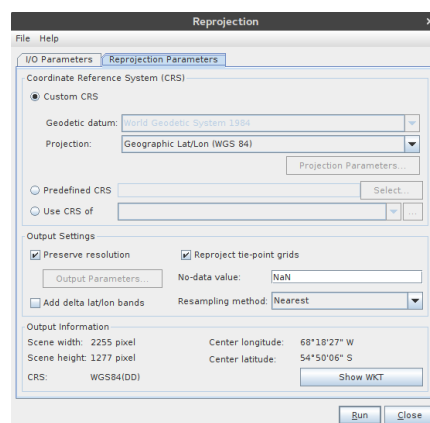 Reprojection
File Help
I/O Parameters Reprojection Parameters
Coordinate Reference System (CRS)
Custom CRS
Geodetic datum: World Geodetic System 1984
Projection: Geographic Lat/Lon (WGS 84)
Projection Parameters...
Predefined CRS Select...
Use CRS of ...
Output Settings
Preserve resolution Reproject tie-point grids
Output Parameters... No-data value: NaN
Add delta lat/lon bands Resampling method: Nearest
Output Information
Scene width: 2255 pixel Center longitude: 68°18'27" W
Scene height: 1277 pixel Center latitude: 54°50'06" S
CRS: WGS84(DD) Show WKT
Run Close